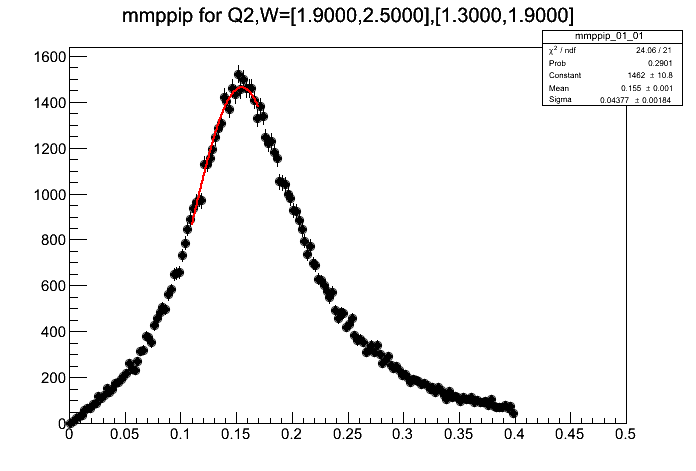 mmppip for Q2,W=[1.9000,2.5000],[1.3000,1.9000]
mmppip_01_01
χ² / ndf 24.06 / 21
Prob 0.2901
Constant 1462 ± 10.8
Mean 0.155 ± 0.001
Sigma 0.04377 ± 0.00184
1600
1400
1200
1000
800
600
400
200
0
0 0.05 0.1 0.15 0.2 0.25 0.3 0.35 0.4 0.45 0.5